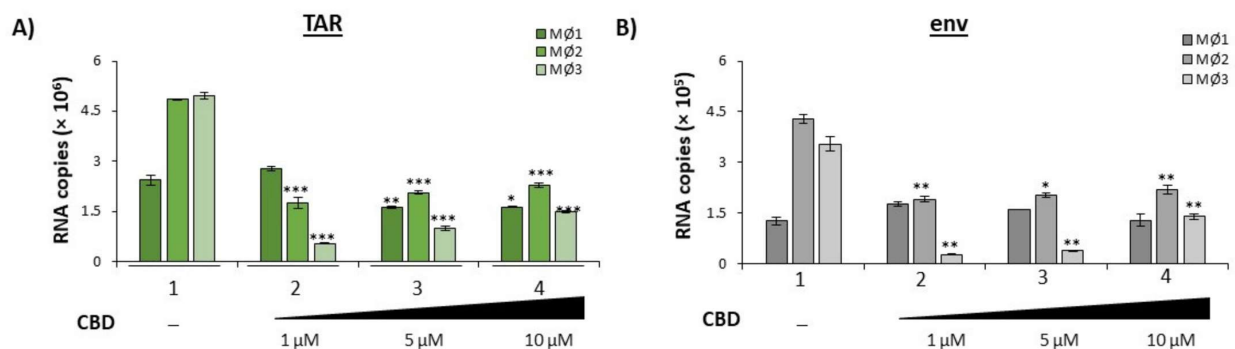 A)
TAR
MØ1
MØ2
MØ3
RNA copies (× 10⁶)
6
4.5
3
1.5
0
***
***
**
***
***
*
***
***
1 2 3 4
CBD
–
1 µM 5 µM 10 µM
B)
env
MØ1
MØ2
MØ3
RNA copies (× 10⁵)
6
4.5
3
1.5
0
**
**
*
**
**
**
1 2 3 4
CBD
–
1 µM 5 µM 10 µM